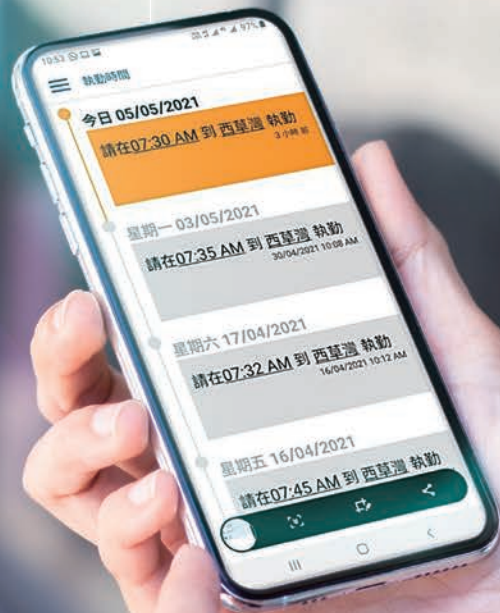 10:53
97%
執勤時間
今日 05/05/2021
請在07:30 AM 到 西草灣 執勤
3 小時 前
星期一 03/05/2021
請在07:35 AM 到 西草灣 執勤
30/04/2021 10:08 AM
星期六 17/04/2021
請在07:32 AM 到 西草灣 執勤
16/04/2021 10:12 AM
星期五 16/04/2021
請在07:45 AM 到 西草灣 執勤